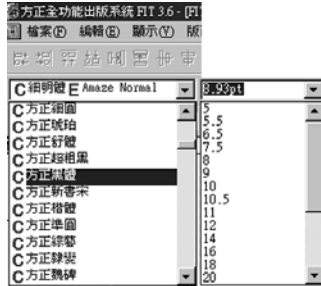 方正全功能出版系統 FIT 3.6 - [FI
檔案(F) 編輯(E) 顯示(V) 版
C 細明體 E Amaze Normal 8.93pt
C 方正細圓
C 方正琥珀
C 方正舒體
C 方正超粗黑
C 方正黑體
C 方正新書宋
C 方正楷體
C 方正準圓
C 方正綜藝
C 方正隸變
C 方正魏碑
5
5.5
6.5
7.5
8
9
10
10.5
11
12
14
16
18
20